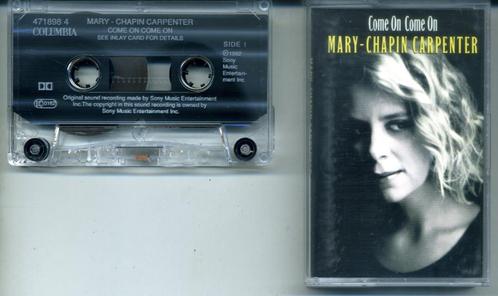 471898 4
COLUMBIA
MARY - CHAPIN CARPENTER
COME ON COME ON
SEE INLAY CARD FOR DETAILS
SIDE 1
℗ 1992
Sony
Music
Entertain-
ment Inc.
Original sound recording made by Sony Music Entertainment
Inc. The copyright in this sound recording is owned by
Sony Music Entertainment Inc.
Come On Come On
MARY-CHAPIN CARPENTER